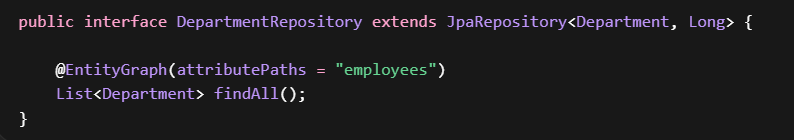 public interface DepartmentRepository extends JpaRepository<Department, Long> {
@EntityGraph(attributePaths = "employees")
List<Department> findAll();
}